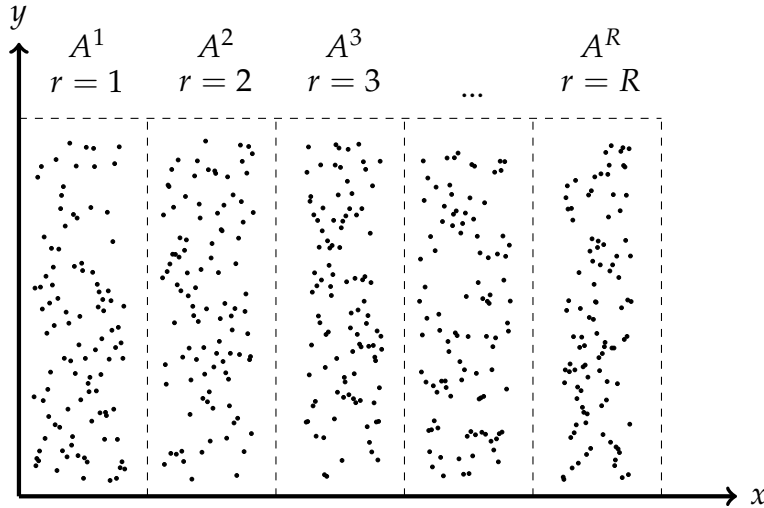 y
A^1 A^2 A^3 A^R
r = 1 r = 2 r = 3 ... r = R
x